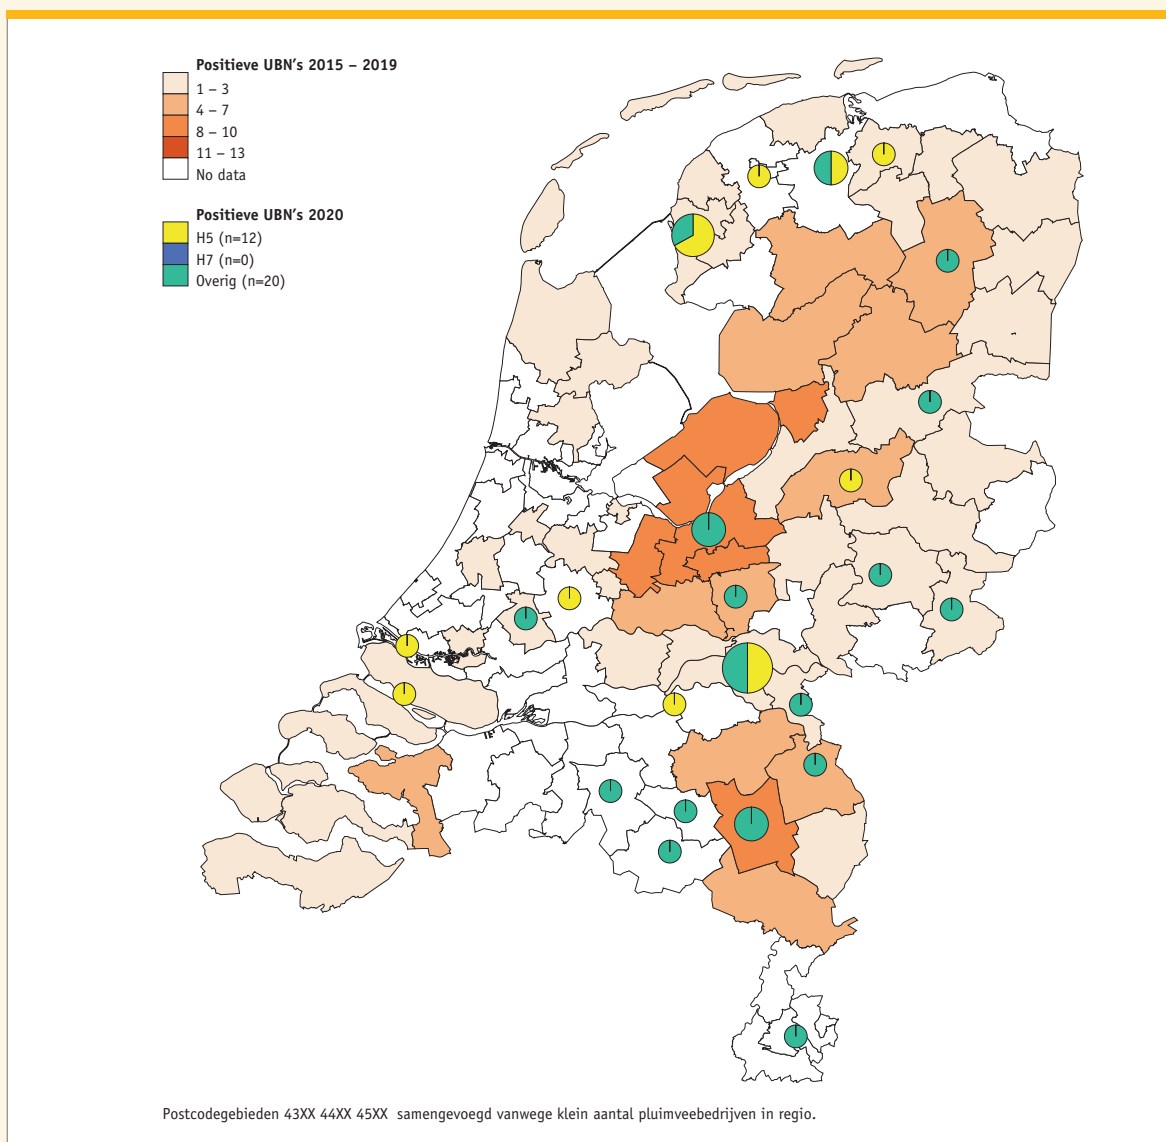 Positieve UBN's 2015 – 2019
1 – 3
4 – 7
8 – 10
11 – 13
No data
Positieve UBN's 2020
H5 (n=12)
H7 (n=0)
Overig (n=20)
Postcodegebieden 43XX 44XX 45XX samengevoegd vanwege klein aantal pluimveebedrijven in regio.